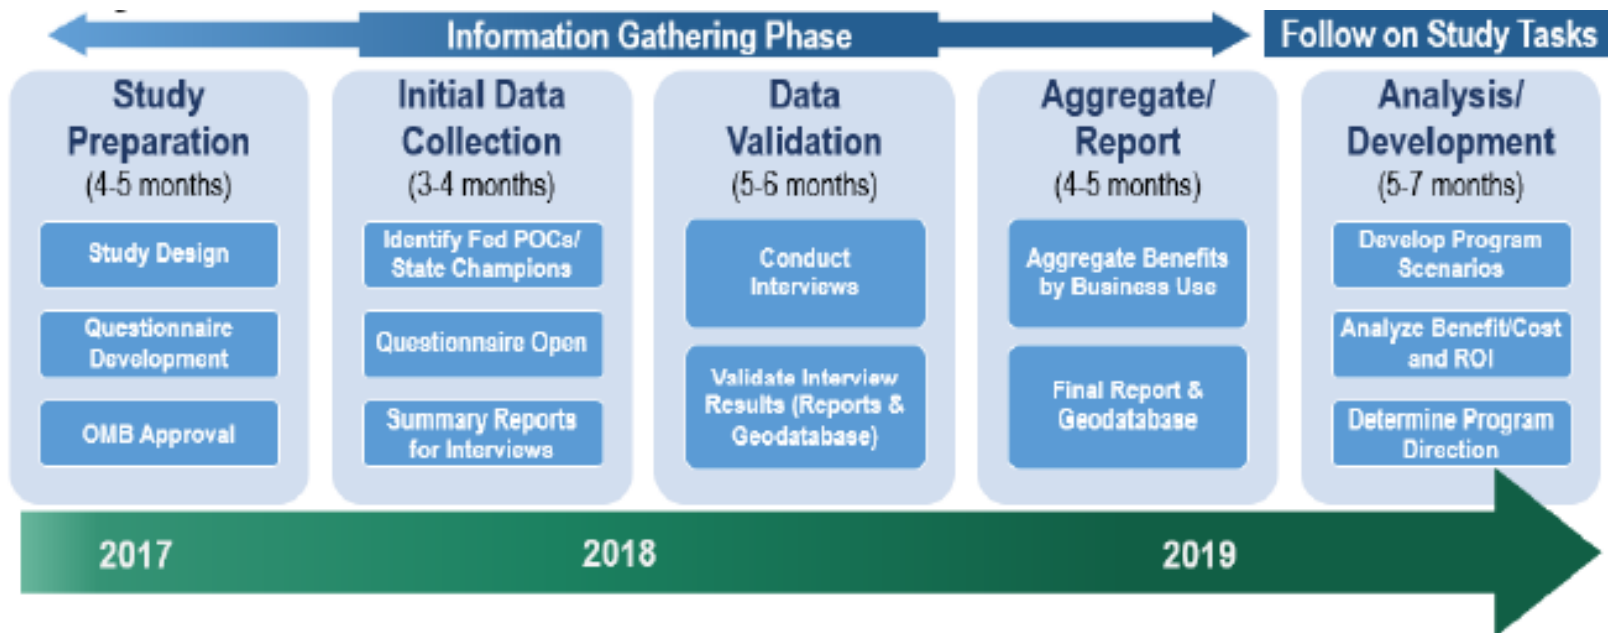 Information Gathering Phase
Follow on Study Tasks
Study
Preparation
(4-5 months)
Study Design
Questionnaire
Development
OMB Approval
Initial Data
Collection
(3-4 months)
Identify Fed POCs/
State Champions
Questionnaire Open
Summary Reports
for Interviews
Data
Validation
(5-6 months)
Conduct
Interviews
Validate Interview
Results (Reports &
Geodatabase)
Aggregate/
Report
(4-5 months)
Aggregate Benefits
by Business Use
Final Report &
Geodatabase
Analysis/
Development
(5-7 months)
Develop Program
Scenarios
Analyze Benefit/Cost
and ROI
Determine Program
Direction
2017
2018
2019